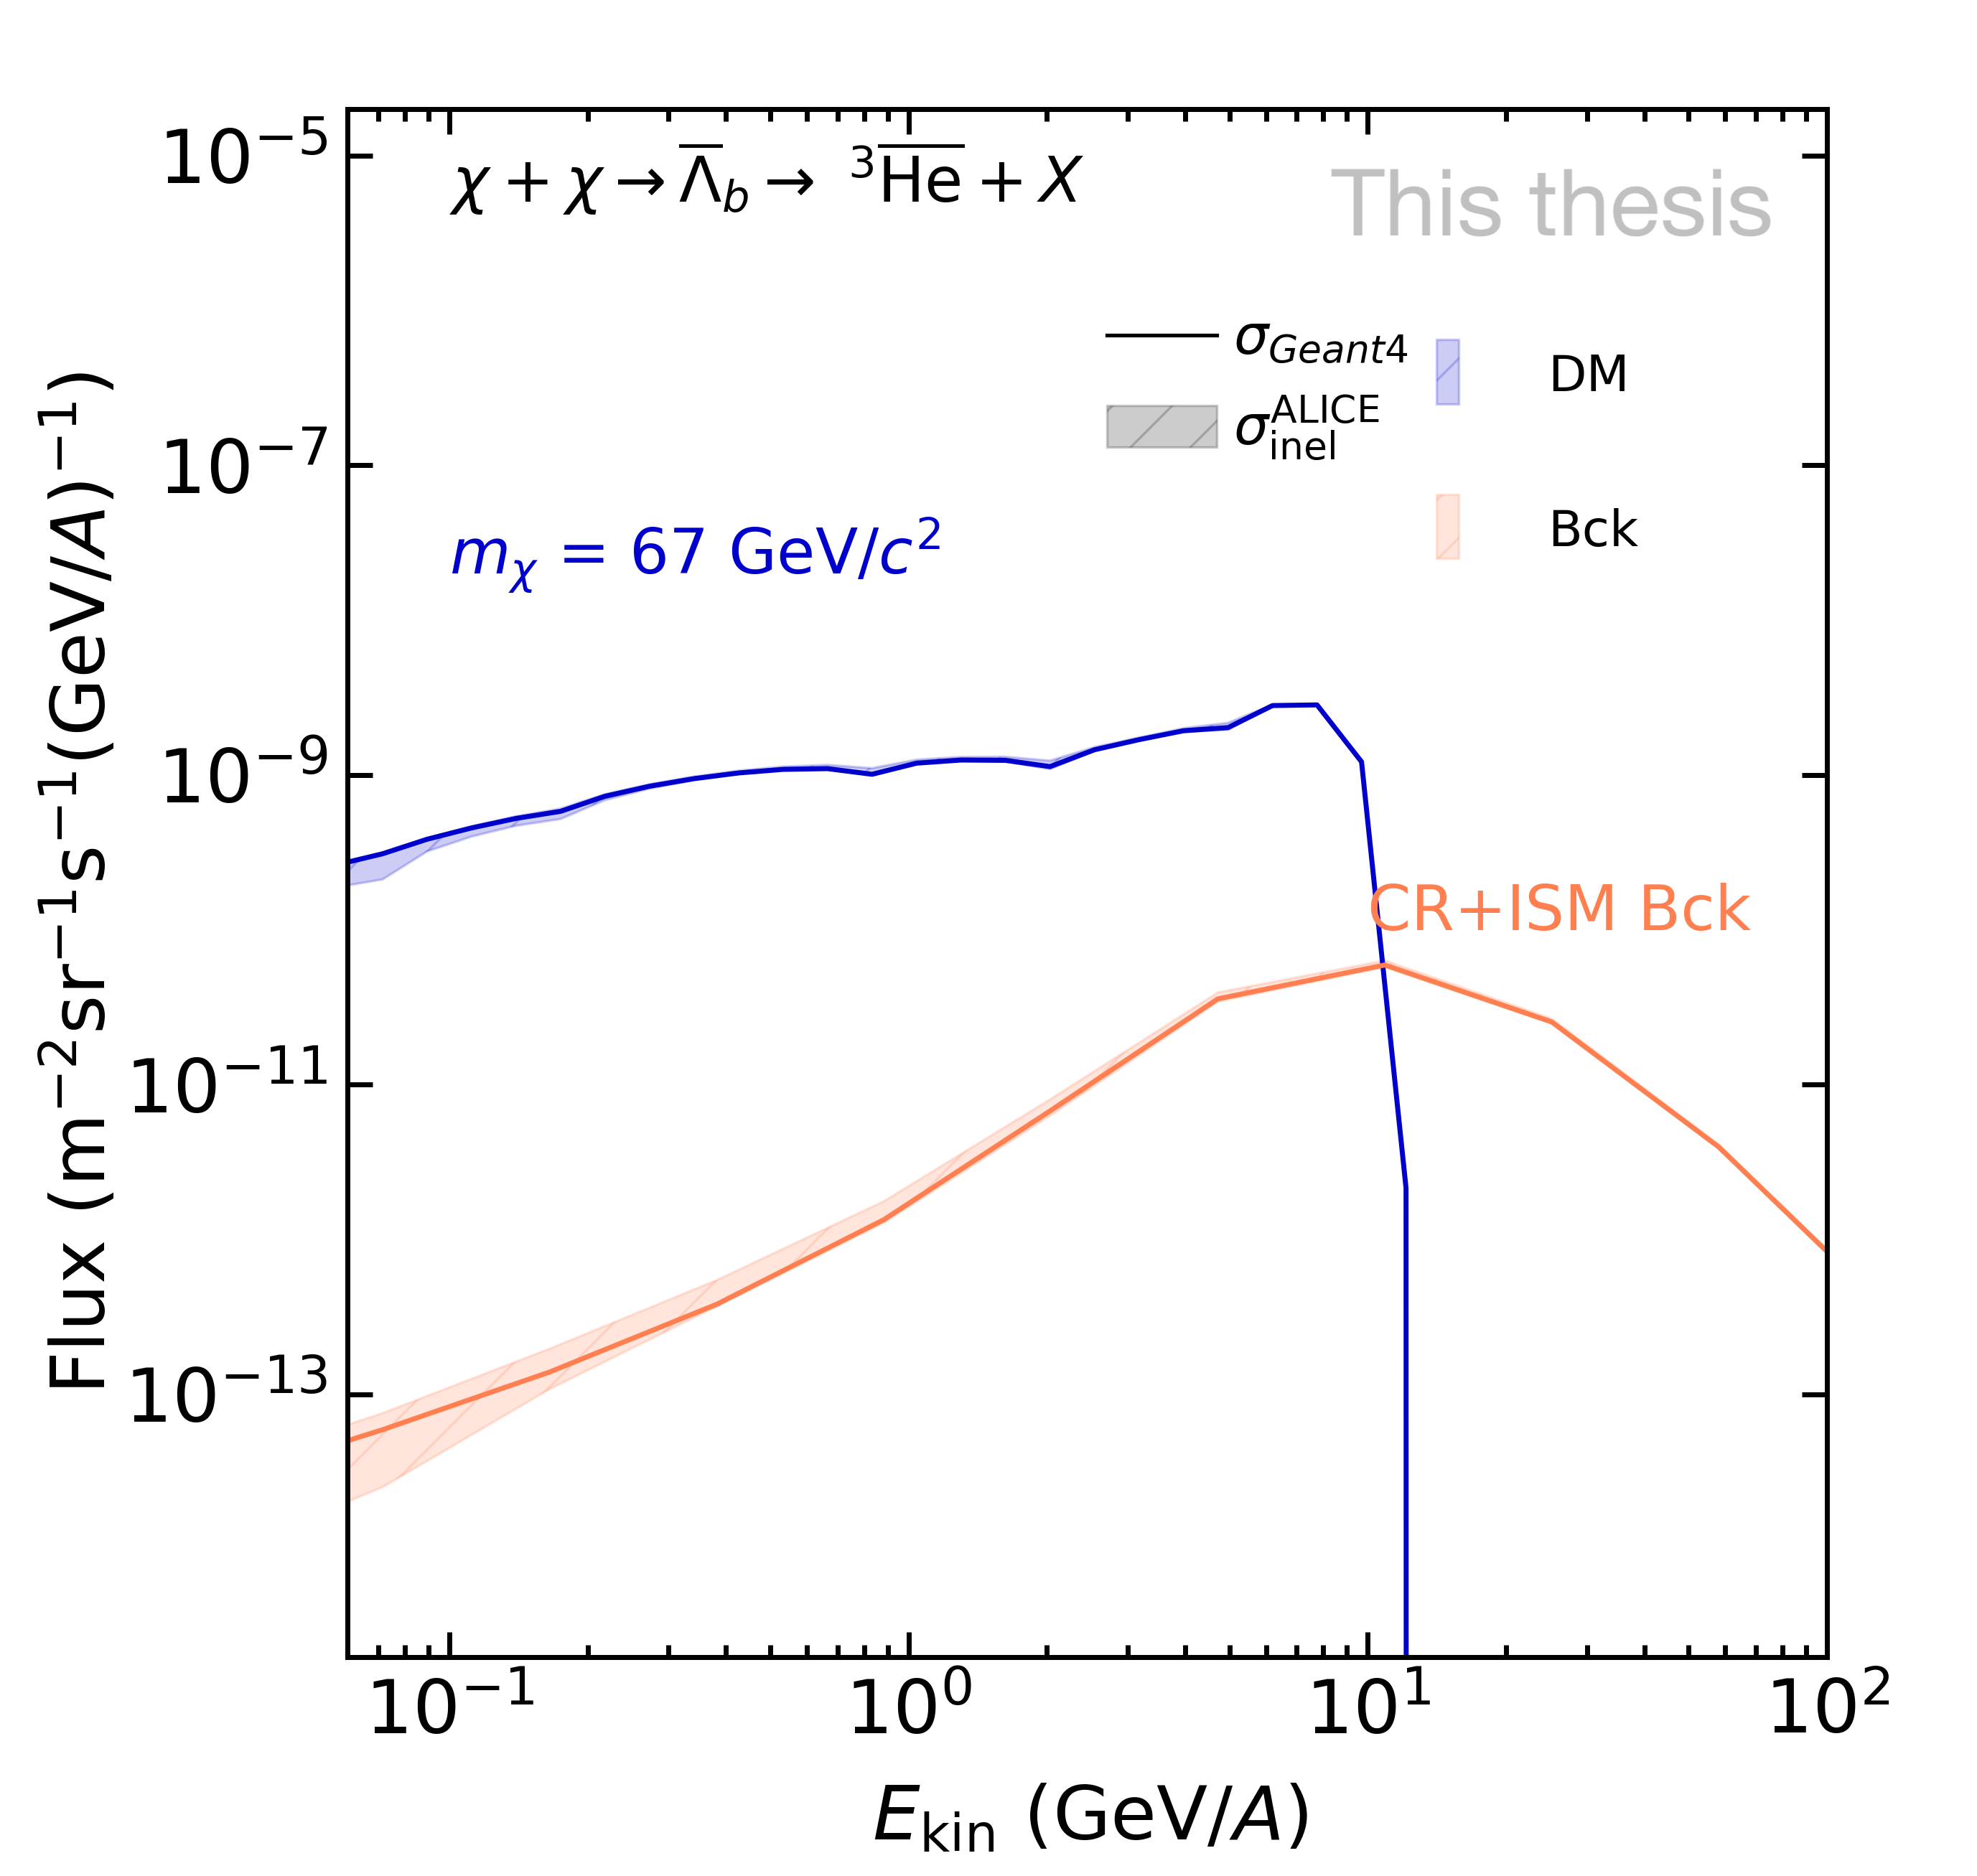 χ + χ → Λ̅_b → ³H̅e̅ + X
This thesis
σ_Geant4
σ_inel^ALICE
DM
Bck
m_χ = 67 GeV/c²
CR+ISM Bck
Flux (m⁻²sr⁻¹s⁻¹(GeV/A)⁻¹)
10⁻⁵
10⁻⁷
10⁻⁹
10⁻¹¹
10⁻¹³
10⁻¹ 10⁰ 10¹ 10²
E_kin (GeV/A)